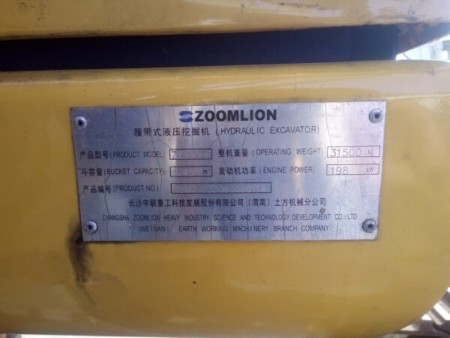 ZOOMLION
履带式液压挖掘机 (HYDRAULIC EXCAVATOR)
产品型号(PRODUCT MODEL) 整机重量(OPERATING WEIGHT) 31500 kg
斗容量(BUCKET CAPACITY) m 发动机功率(ENGINE POWER) 198 kW
产品编号(PRODUCT NO)
长沙中联重工科技发展股份有限公司(渭南)土方机械分公司
CHANGSHA ZOOMLION HEAVY INDUSTRY SCIENCE AND TECHNOLOGY DEVELOPMENT CO., LTD
(WEINAN) EARTH WORKING MACHINERY BRANCH COMPANY